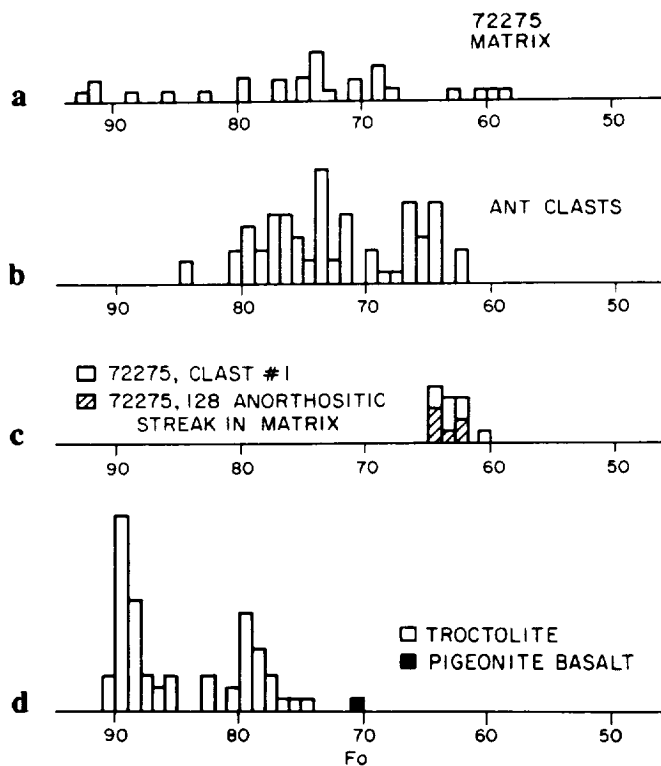 72275
MATRIX
a
90 80 70 60 50
ANT CLASTS
b
90 80 70 60 50
72275, CLAST #1
72275, 128 ANORTHOSITIC
STREAK IN MATRIX
c
90 80 70 60 50
TROCTOLITE
PIGEONITE BASALT
d
90 80 70 60 50
Fo